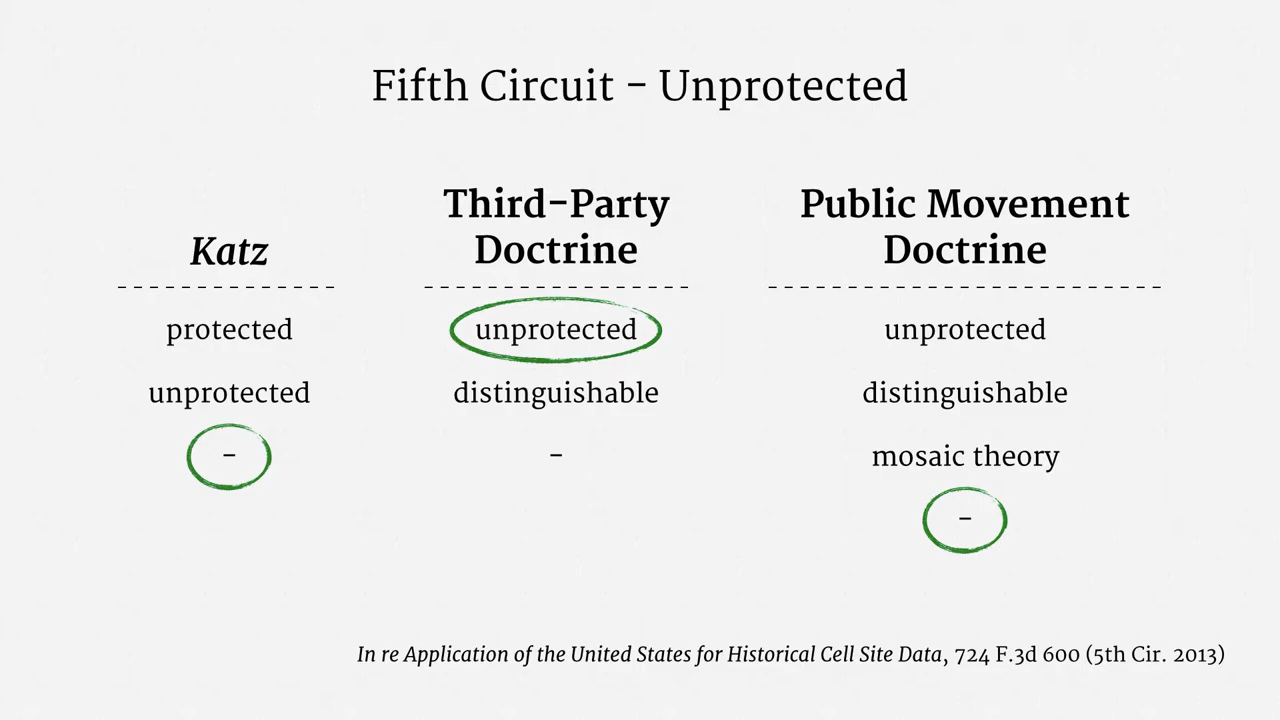 Fifth Circuit – Unprotected
Katz
protected
unprotected
–
Third–Party
Doctrine
unprotected
distinguishable
–
Public Movement
Doctrine
unprotected
distinguishable
mosaic theory
–
In re Application of the United States for Historical Cell Site Data, 724 F.3d 600 (5th Cir. 2013)